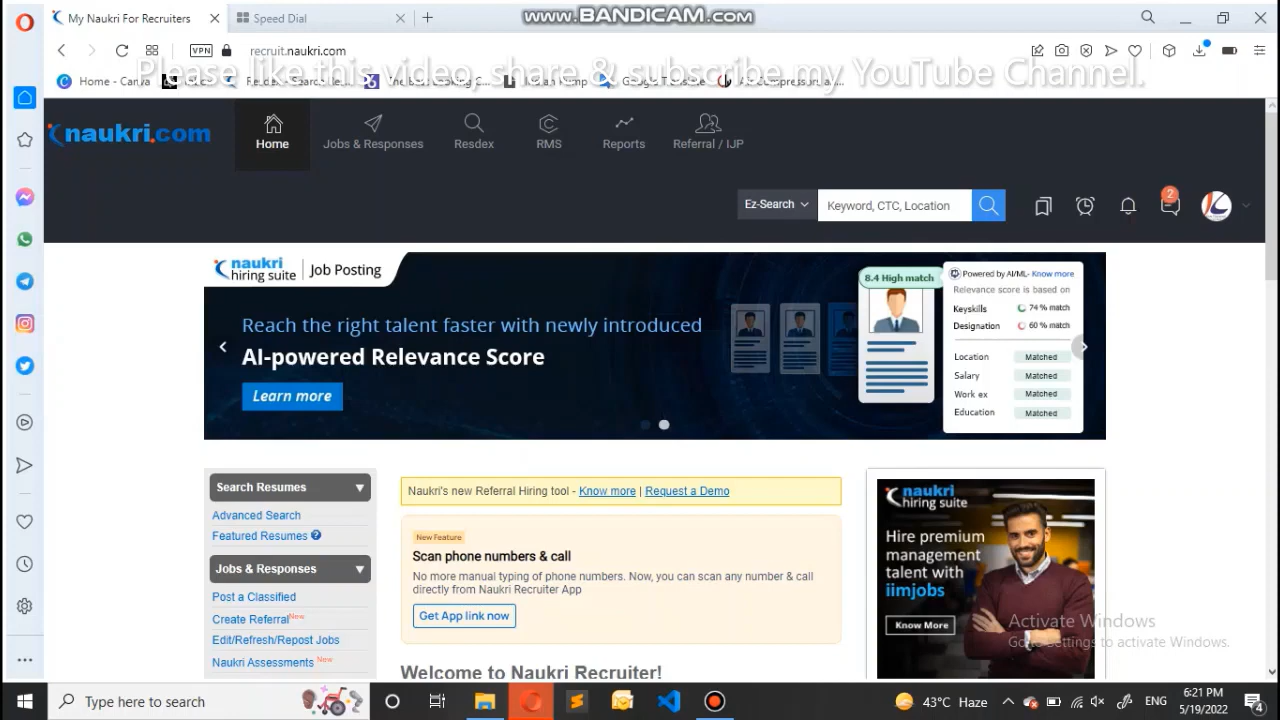 My Naukri For Recruiters
Speed Dial
www.BANDICAM.com
VPN
recruit.naukri.com
Please like this video, share & subscribe my YouTube Channel.
Home - Canva
Google Translate
naukri.com
Home
Jobs & Responses
Resdex
RMS
Reports
Referral / IJP
Ez-Search
Keyword, CTC, Location
2
naukri
hiring suite
Job Posting
Reach the right talent faster with newly introduced
AI-powered Relevance Score
Learn more
8.4 High match
Powered by AI/ML- Know more
Relevance score is based on
Keyskills 74 % match
Designation 60 % match
Location Matched
Salary Matched
Work ex Matched
Education Matched
Search Resumes
Advanced Search
Featured Resumes ?
Jobs & Responses
Post a Classified
Create Referral New
Edit/Refresh/Repost Jobs
Naukri Assessments New
Naukri's new Referral Hiring tool - Know more | Request a Demo
New Feature
Scan phone numbers & call
No more manual typing of phone numbers. Now, you can scan any number & call
directly from Naukri Recruiter App
Get App link now
Welcome to Naukri Recruiter!
naukri
hiring suite
Hire premium
management
talent with
iimjobs
Know More
Activate Windows
Go to Settings to activate Windows.
Type here to search
43°C Haze
ENG
6:21 PM
5/19/2022
4